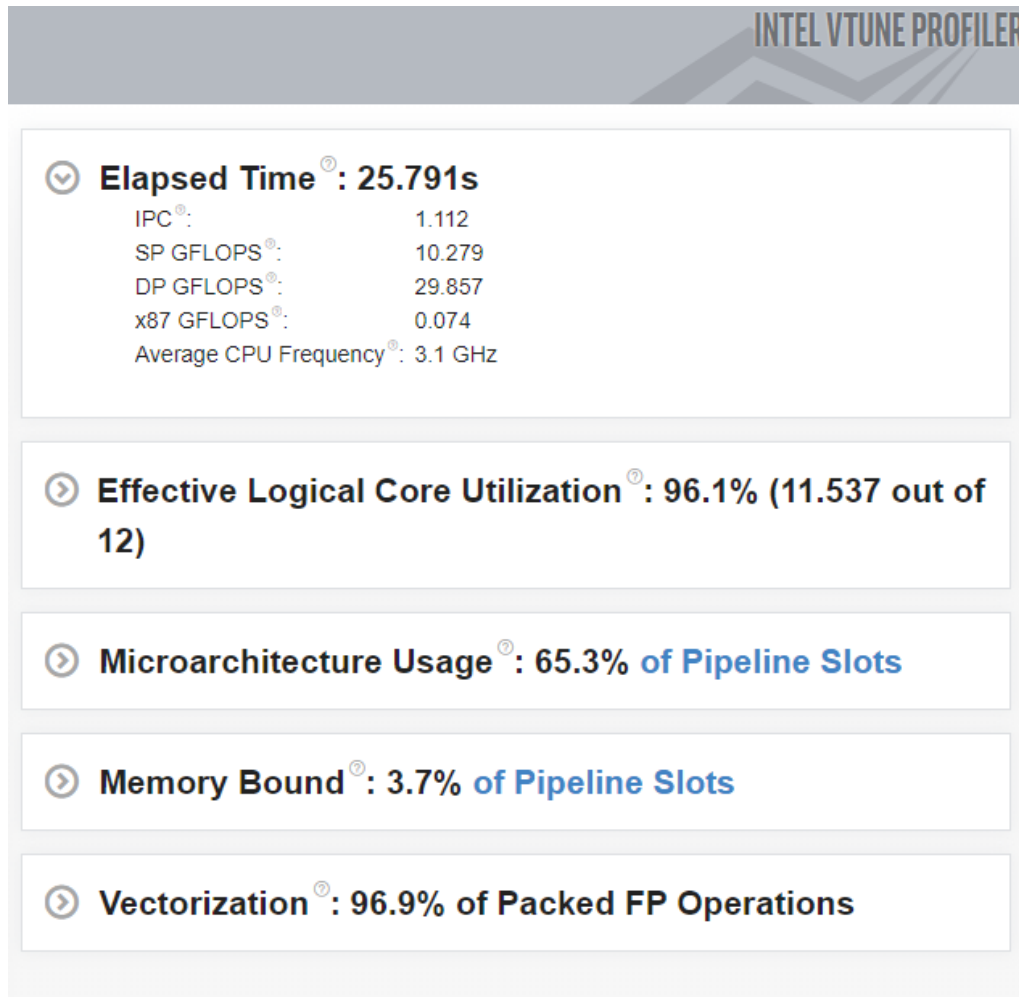 INTEL VTUNE PROFILER
Elapsed Time: 25.791s
IPC: 1.112
SP GFLOPS: 10.279
DP GFLOPS: 29.857
x87 GFLOPS: 0.074
Average CPU Frequency: 3.1 GHz
Effective Logical Core Utilization: 96.1% (11.537 out of
12)
Microarchitecture Usage: 65.3% of Pipeline Slots
Memory Bound: 3.7% of Pipeline Slots
Vectorization: 96.9% of Packed FP Operations